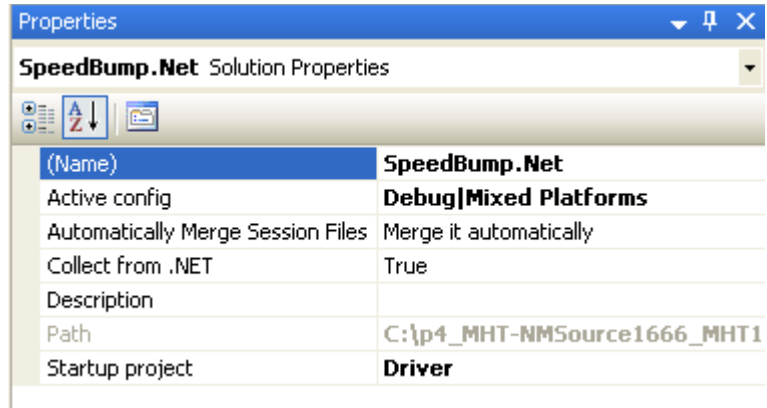 Properties
SpeedBump.Net Solution Properties
A Z
(Name) SpeedBump.Net
Active config Debug|Mixed Platforms
Automatically Merge Session Files Merge it automatically
Collect from .NET True
Description
Path C:\p4_MHT-NMSource1666_MHT1
Startup project Driver